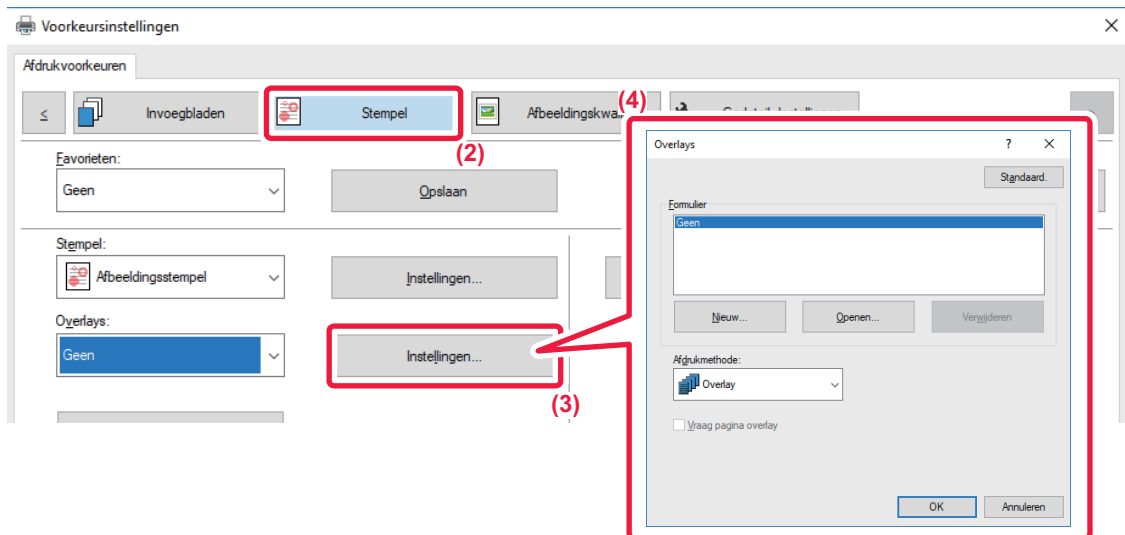 Voorkeursinstellingen
Afdrukvoorkeuren
<
Invoegbladen
Stempel
(2)
(4)
Favorieten:
Geen
Opslaan
Stempel:
Afbeeldingsstempel
Instellingen...
Overlays:
Geen
Instellingen...
(3)
Overlays
?
Standaard.
Formulier
Geen
Nieuw...
Openen...
Verwijderen
Afdrukmethode:
Overlay
Vraag pagina overlay
OK
Annuleren